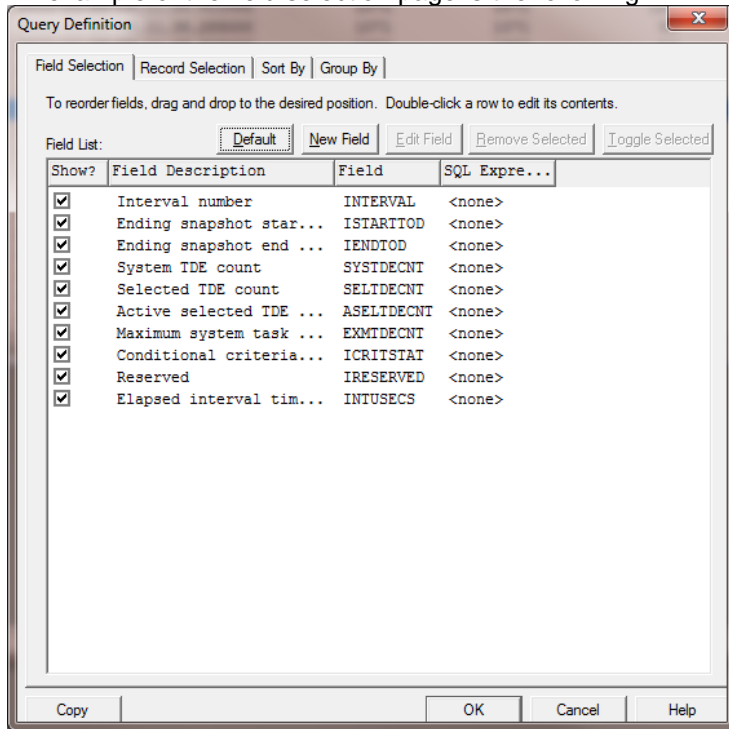 Query Definition
Field Selection Record Selection Sort By Group By
To reorder fields, drag and drop to the desired position. Double-click a row to edit its contents.
Field List: Default New Field Edit Field Remove Selected Toggle Selected
Show? Field Description Field SQL Expre...
Interval number INTERVAL <none>
Ending snapshot star... ISTARTTOD <none>
Ending snapshot end ... IENDTOD <none>
System TDE count SYSTDECNT <none>
Selected TDE count SELTDECNT <none>
Active selected TDE ... ASELTDECNT <none>
Maximum system task ... EXMTDECNT <none>
Conditional criteria... ICRITSTAT <none>
Reserved IRESERVED <none>
Elapsed interval tim... INTUSECS <none>
Copy OK Cancel Help